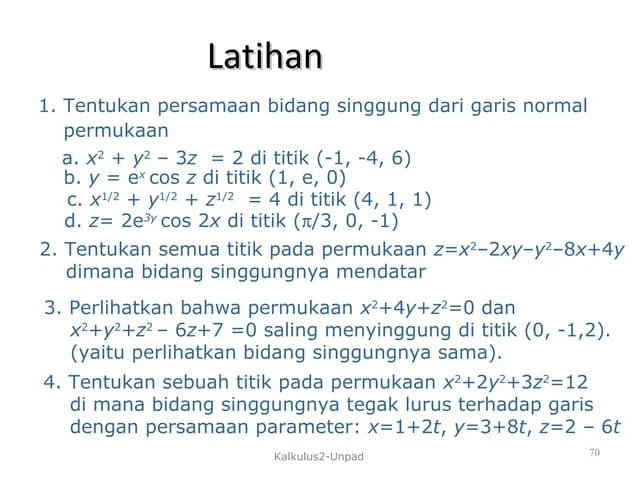 Latihan
1. Tentukan persamaan bidang singgung dari garis normal
permukaan
a. x² + y² – 3z = 2 di titik (-1, -4, 6)
b. y = eˣ cos z di titik (1, e, 0)
c. x¹/² + y¹/² + z¹/² = 4 di titik (4, 1, 1)
d. z= 2e³ʸ cos 2x di titik (π/3, 0, -1)
2. Tentukan semua titik pada permukaan z=x²–2xy–y²–8x+4y
dimana bidang singgungnya mendatar
3. Perlihatkan bahwa permukaan x²+4y+z²=0 dan
x²+y²+z² – 6z+7 =0 saling menyinggung di titik (0, -1,2).
(yaitu perlihatkan bidang singgungnya sama).
4. Tentukan sebuah titik pada permukaan x²+2y²+3z²=12
di mana bidang singgungnya tegak lurus terhadap garis
dengan persamaan parameter: x=1+2t, y=3+8t, z=2 – 6t
Kalkulus2-Unpad
70